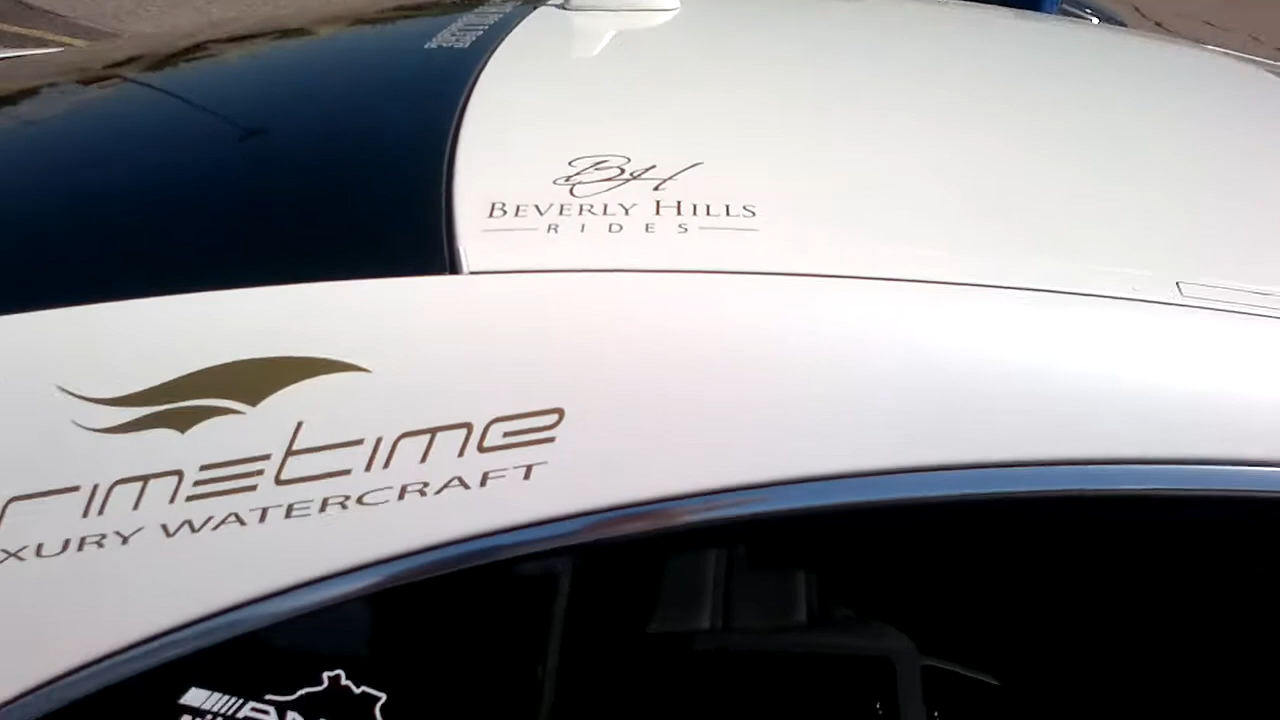 BH
BEVERLY HILLS
RIDES
rimetime
XURY WATERCRAFT